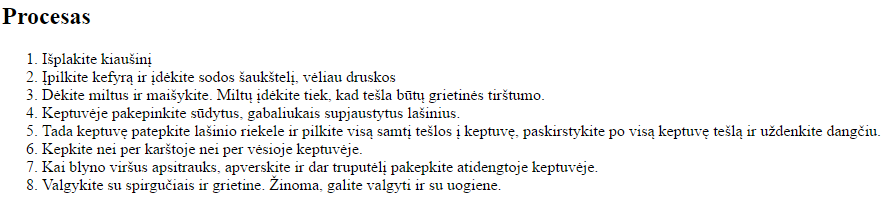 Procesas
1. Išplakite kiaušinį
2. Įpilkite kefyrą ir įdėkite sodos šaukštelį, vėliau druskos
3. Dėkite miltus ir maišykite. Miltų įdėkite tiek, kad tešla būtų grietinės tirštumo.
4. Keptuvėje pakepinkite sūdytus, gabaliukais supjaustytus lašinius.
5. Tada keptuvę patepkite lašinio riekele ir pilkite visą samtį tešlos į keptuvę, paskirstykite po visą keptuvę tešlą ir uždenkite dangčiu.
6. Kepkite nei per karštoje nei per vėsioje keptuvėje.
7. Kai blyno viršus apsitrauks, apverskite ir dar truputėlį pakepkite atidengtoje keptuvėje.
8. Valgykite su spirgučiais ir grietine. Žinoma, galite valgyti ir su uogiene.